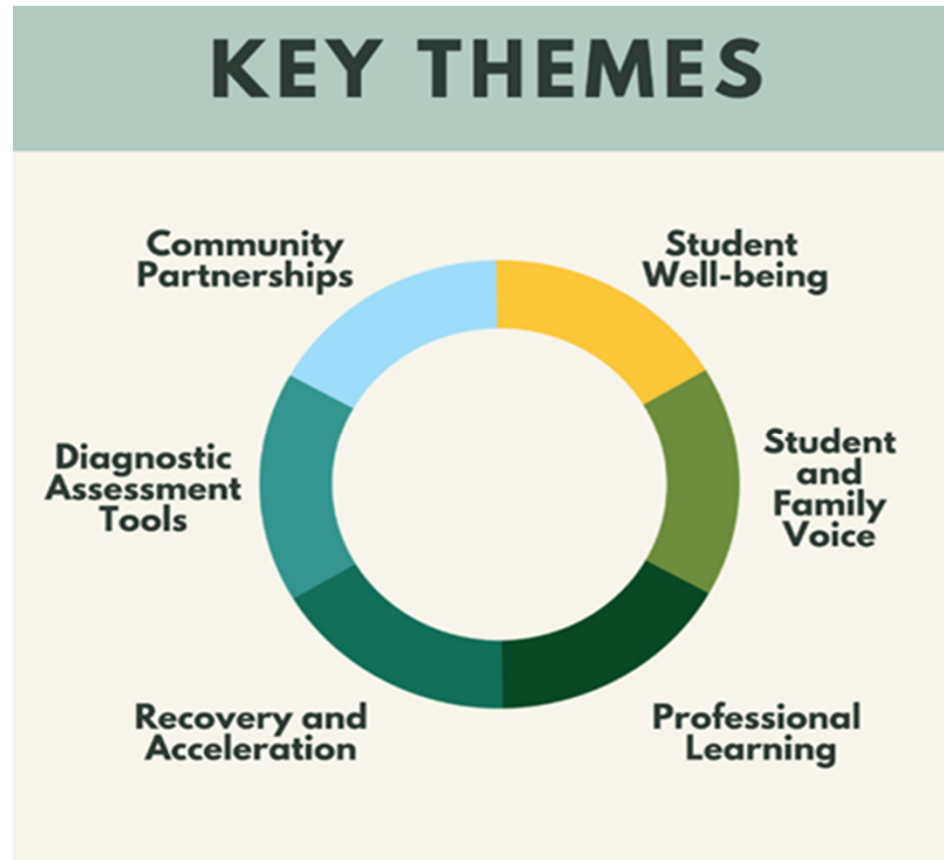 KEY THEMES
Community
Partnerships
Student
Well-being
Diagnostic
Assessment
Tools
Student
and
Family
Voice
Recovery and
Acceleration
Professional
Learning